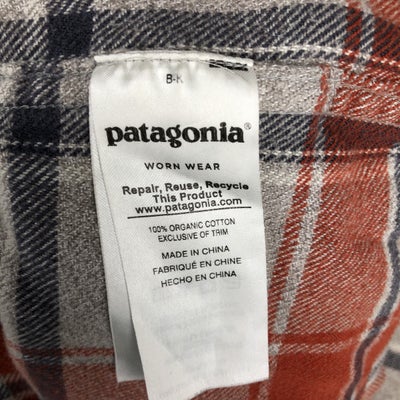 B-K
patagonia®
WORN WEAR
Repair, Reuse, Recycle
This Product
www.patagonia.com
100% ORGANIC COTTON
EXCLUSIVE OF TRIM
MADE IN CHINA
FABRIQUÉ EN CHINE
HECHO EN CHINA